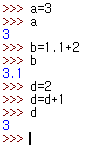 >>> a=3
>>> a
3
>>> b=1.1+2
>>> b
3.1
>>> d=2
>>> d=d+1
>>> d
3
>>>